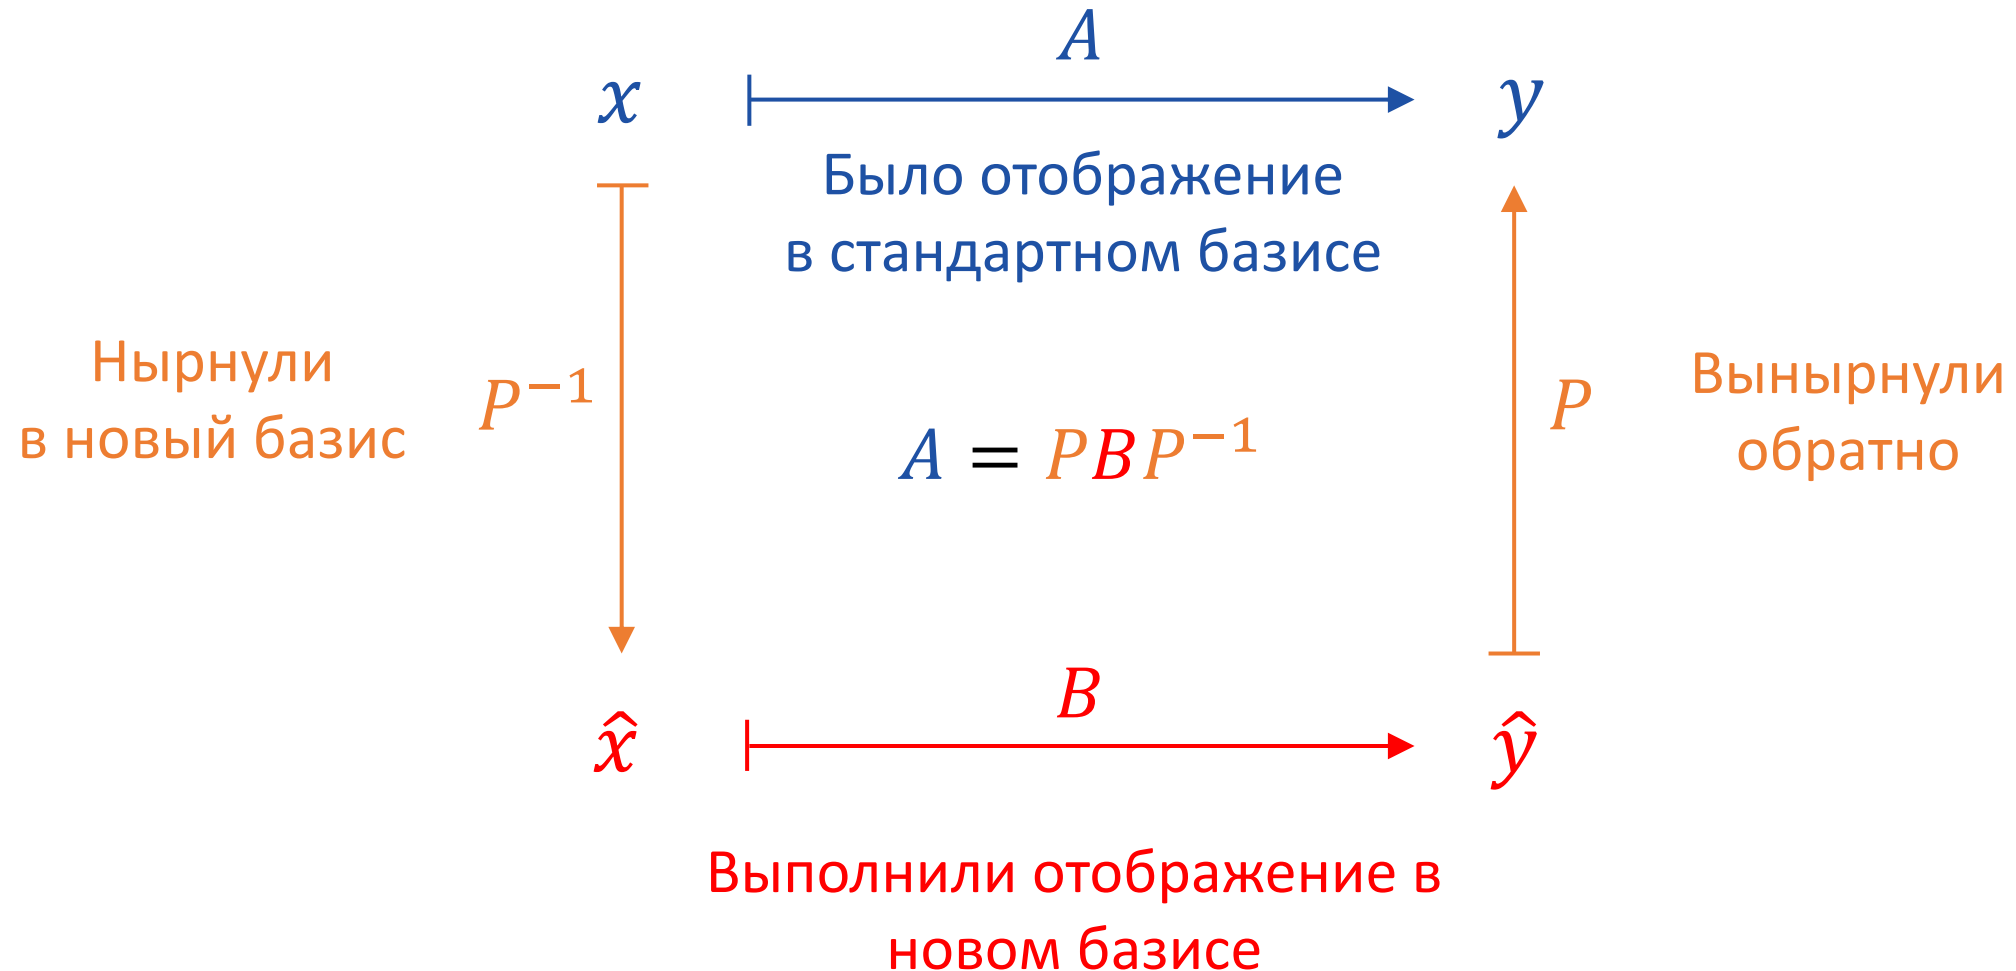 A
x
y
Было отображение
в стандартном базисе
Нырнули
в новый базис
P⁻¹
A = PBP⁻¹
P
Вынырнули
обратно
B
x̂
ŷ
Выполнили отображение в
новом базисе